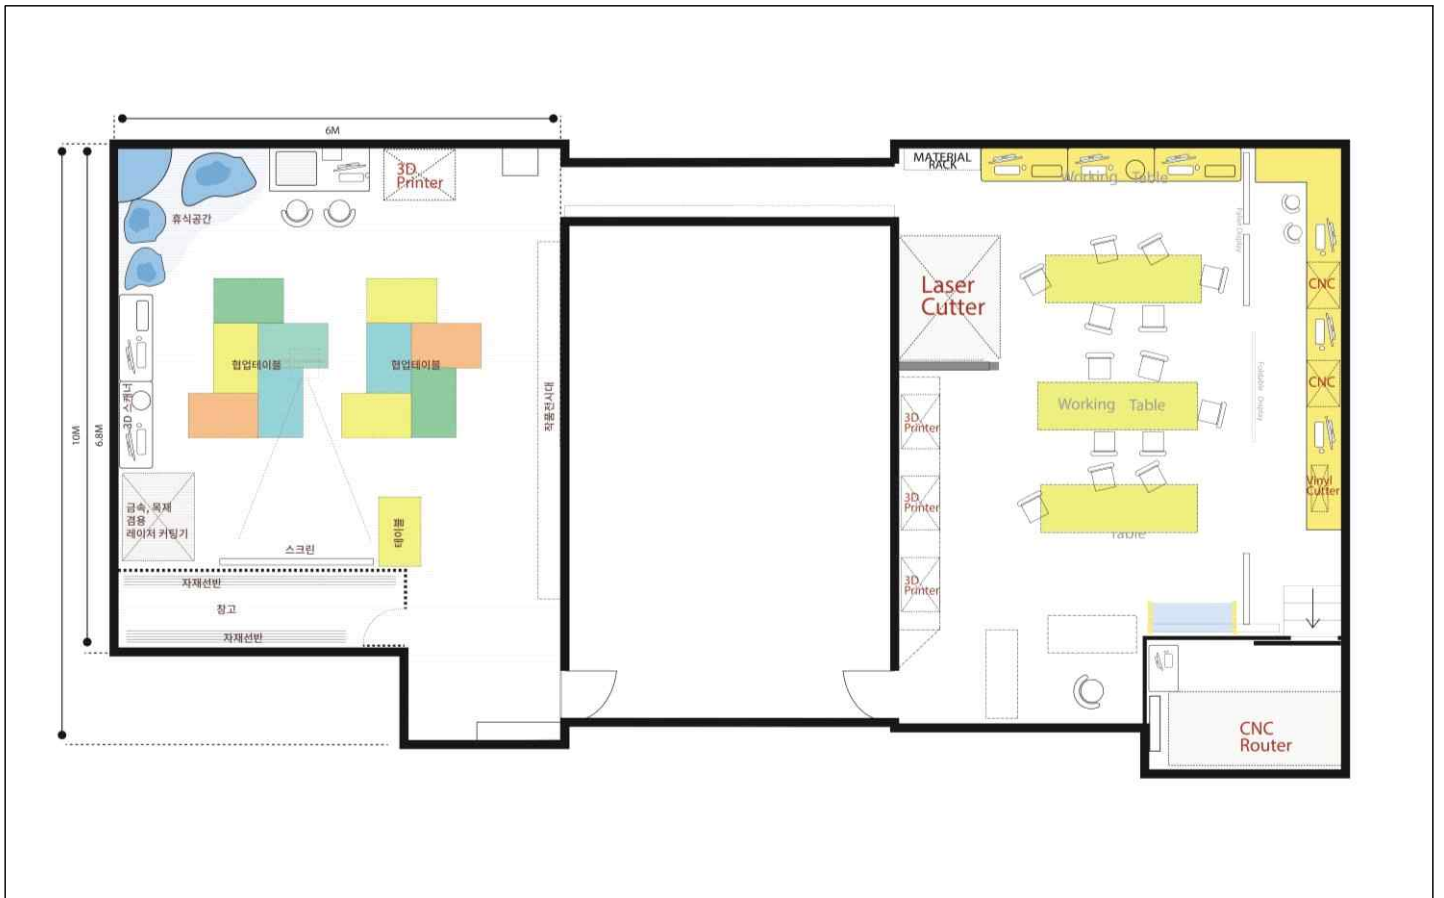 6M
10M
6.8M
3D
Printer
휴식공간
협업테이블
협업테이블
3D 스캐너
작품전시대
금속, 목재
겸용
레이저 커팅기
테이블
스크린
자재선반
창고
자재선반
MATERIAL
RACK
Working Table
Laser
Cutter
Foldable Display
CNC
CNC
Foldable Display
Working Table
3D
Printer
3D
Printer
3D
Printer
Vinyl
Cutter
Table
CNC
Router